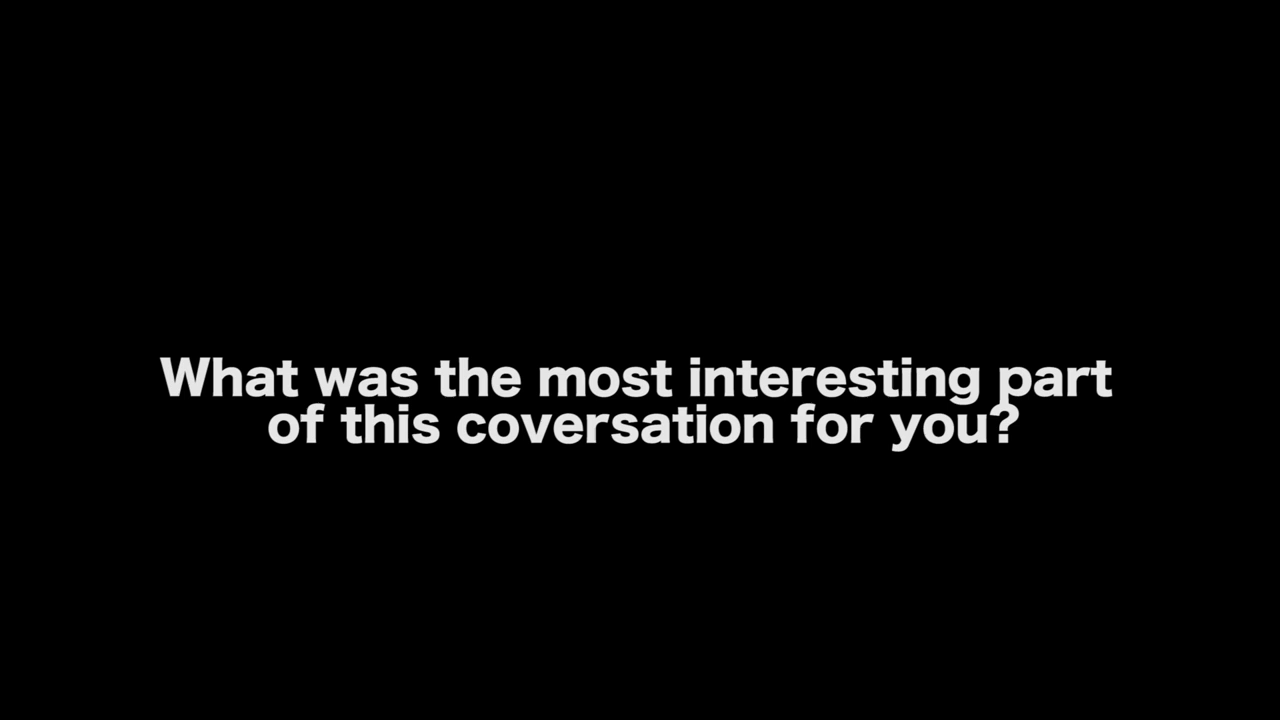 What was the most interesting part
of this coversation for you?